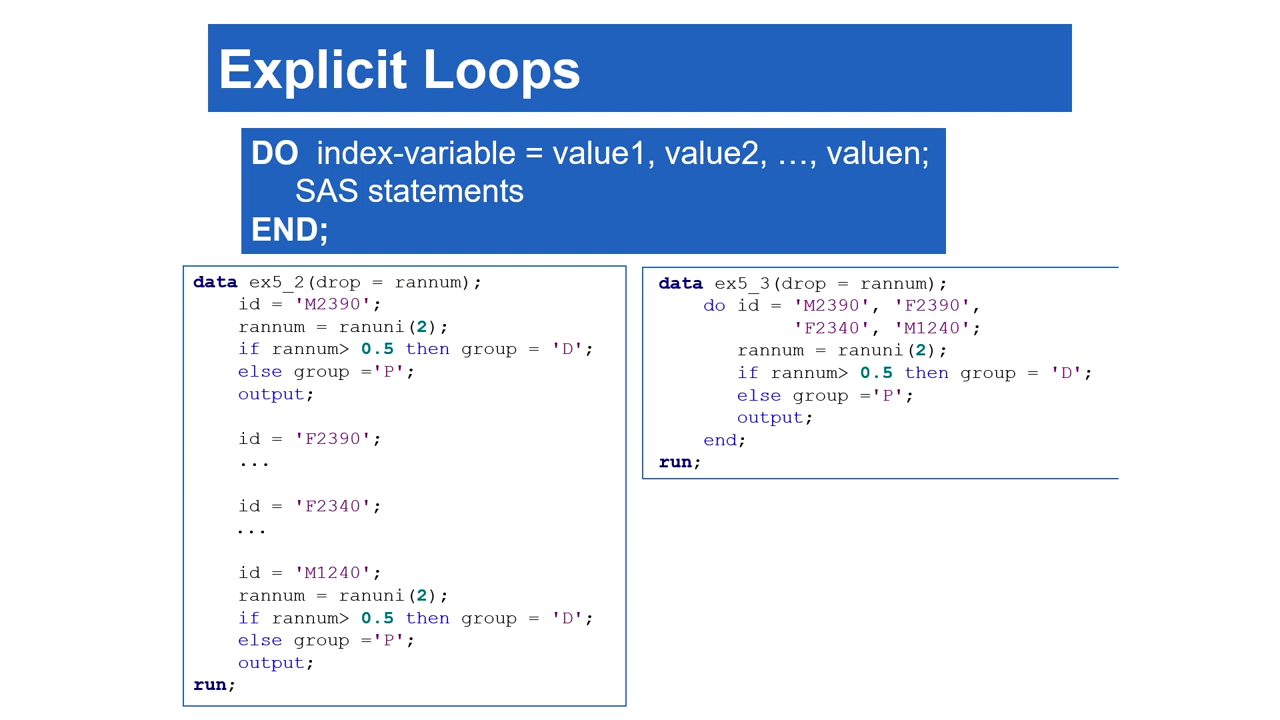 Explicit Loops
DO index-variable = value1, value2, …, valuen;
SAS statements
END;
data ex5_2(drop = rannum);
id = 'M2390';
rannum = ranuni(2);
if rannum> 0.5 then group = 'D';
else group ='P';
output;
id = 'F2390';
...
id = 'F2340';
...
id = 'M1240';
rannum = ranuni(2);
if rannum> 0.5 then group = 'D';
else group ='P';
output;
run;
data ex5_3(drop = rannum);
do id = 'M2390', 'F2390',
'F2340', 'M1240';
rannum = ranuni(2);
if rannum> 0.5 then group = 'D';
else group ='P';
output;
end;
run;